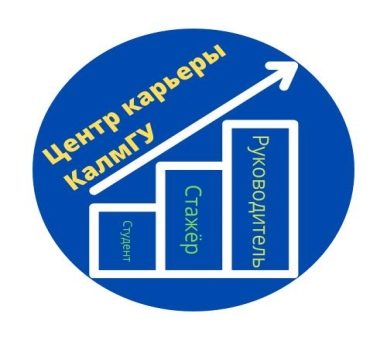 Центр карьеры
КалмГУ
Студент
Стажёр
Руководитель